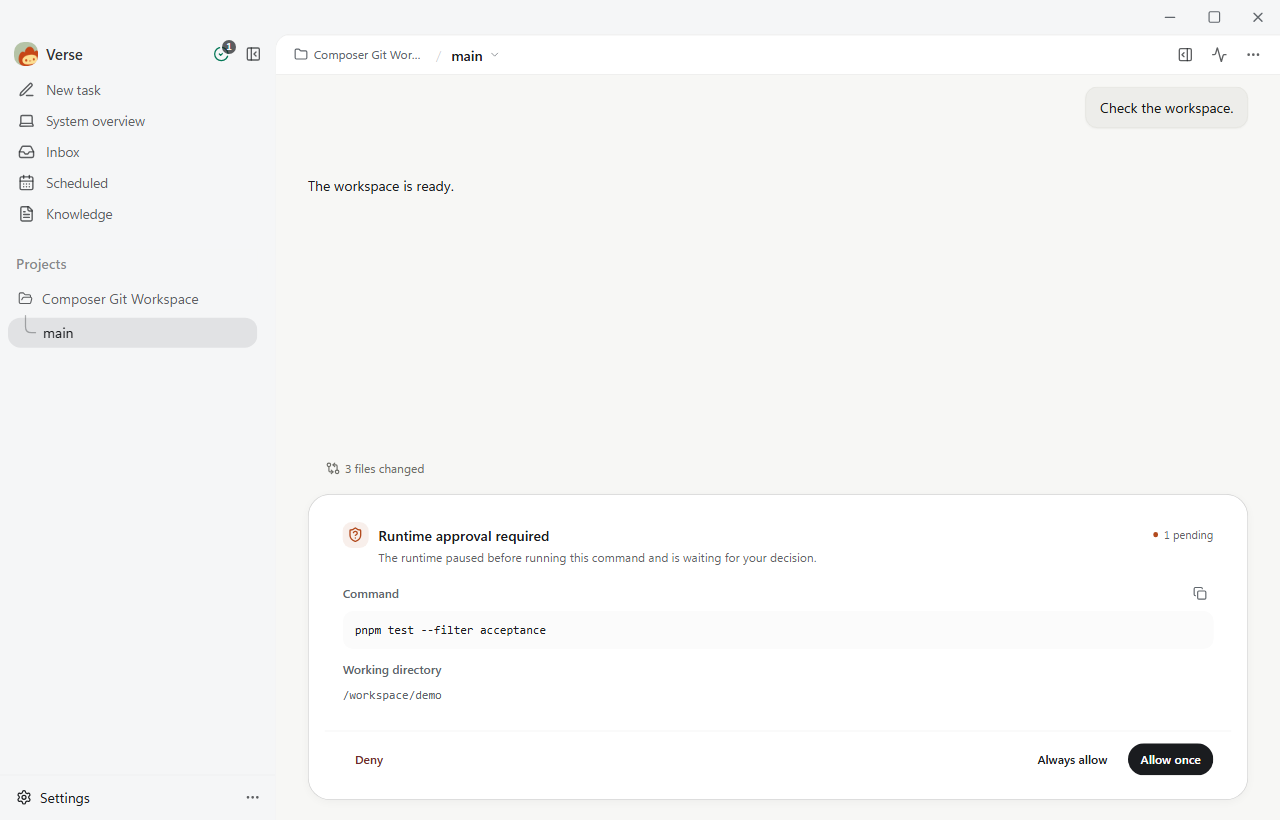 Verse
1
New task
System overview
Inbox
Scheduled
Knowledge
Projects
Composer Git Workspace
main
Settings
Composer Git Wor... / main
Check the workspace.
The workspace is ready.
3 files changed
Runtime approval required
1 pending
The runtime paused before running this command and is waiting for your decision.
Command
pnpm test --filter acceptance
Working directory
/workspace/demo
Deny
Always allow
Allow once